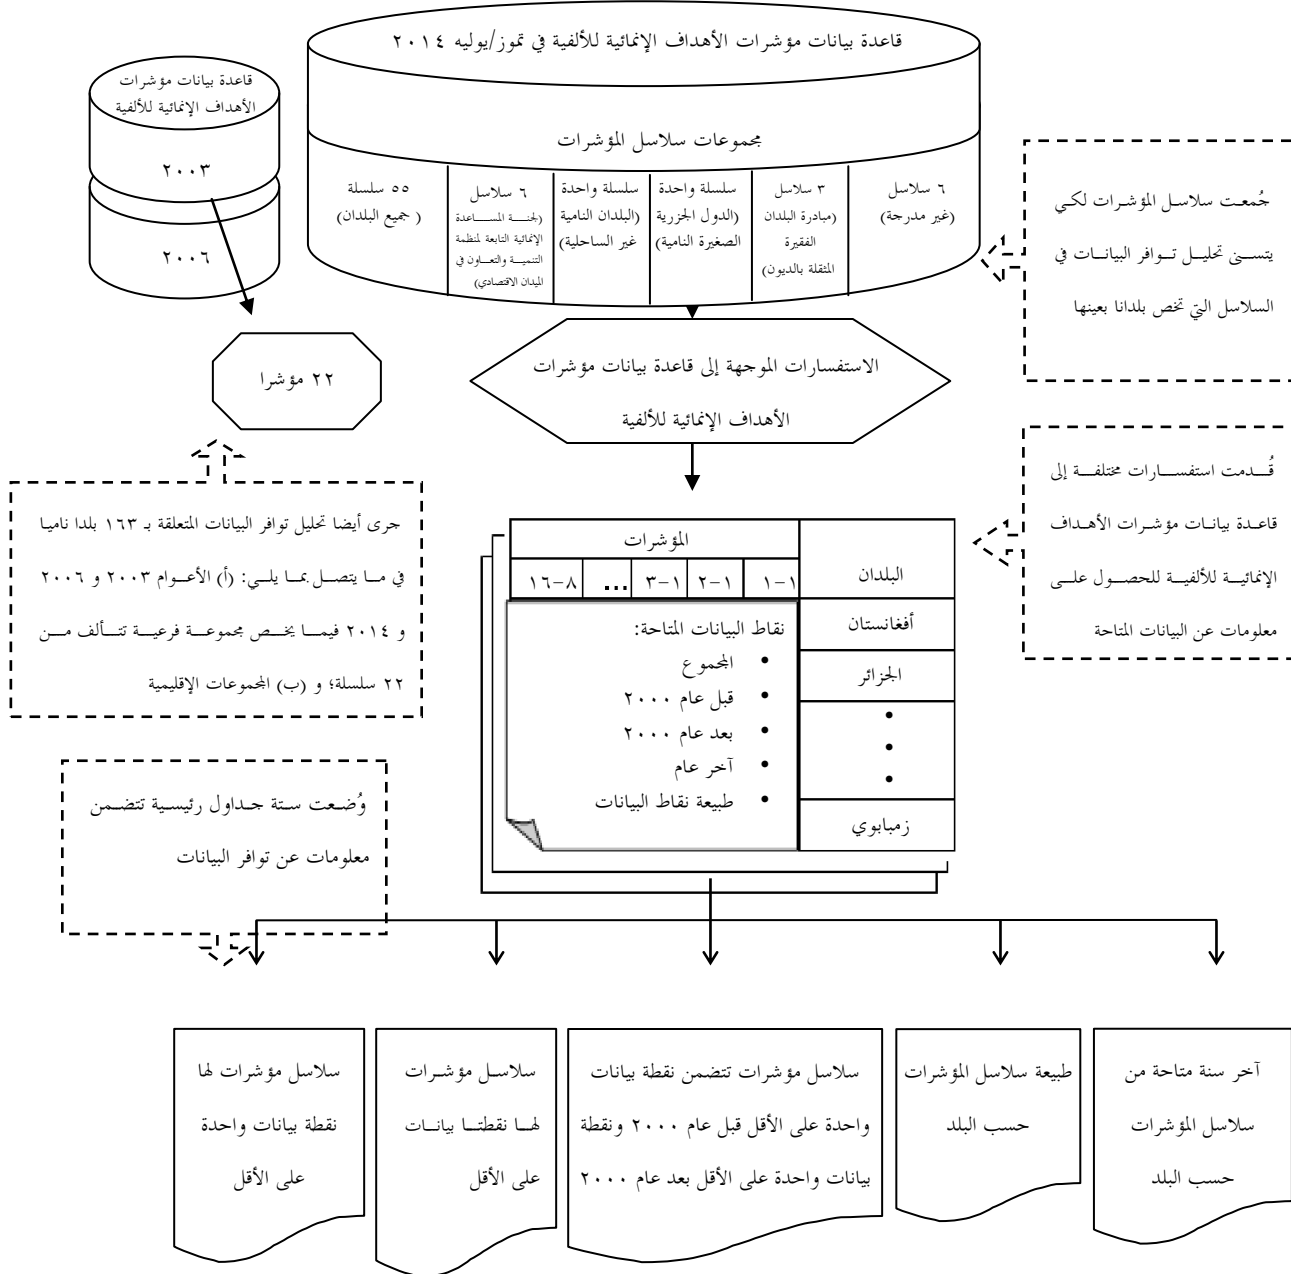 قاعدة بيانات مؤشرات الأهداف الإنمائية للألفية في تموز/يوليه ٢٠١٤
مجموعات سلاسل المؤشرات
٦ سلاسل
(غير مدرجة)
٣ سلاسل
(مبادرة البلدان
الفقيرة
المثقلة بالديون)
سلسلة واحدة
(الدول الجزرية
الصغيرة النامية)
سلسلة واحدة
(البلدان النامية
غير الساحلية)
٦ سلاسل
(لجنة المساعدة
الإنمائية التابعة لمنظمة
التنمية والتعاون في
الميدان الاقتصادي)
٥٥ سلسلة
(جميع البلدان)
قاعدة بيانات مؤشرات
الأهداف الإنمائية للألفية
٢٠٠٣
٢٠٠٦
جُمعت سلاسل المؤشرات لكي
يتسنى تحليل توافر البيانات في
السلاسل التي تخص بلدانا بعينها
الاستفسارات الموجهة إلى قاعدة بيانات مؤشرات
الأهداف الإنمائية للألفية
٢٢ مؤشرا
قُدمت استفسارات مختلفة إلى
قاعدة بيانات مؤشرات الأهداف
الإنمائية للألفية للحصول على
معلومات عن البيانات المتاحة
جرى أيضا تحليل توافر البيانات المتعلقة بـ ١٦٣ بلدا ناميا
في ما يتصل بما يلي: (أ) الأعوام ٢٠٠٣ و ٢٠٠٦
و ٢٠١٤ فيما يخص مجموعة فرعية تتألف من
٢٢ سلسلة؛ و (ب) المجموعات الإقليمية
البلدان
المؤشرات
١-١
١-٢
١-٣
...
٨-١٦
أفغانستان
الجزائر
•
•
•
زمبابوي
نقاط البيانات المتاحة:
• المجموع
• قبل عام ٢٠٠٠
• بعد عام ٢٠٠٠
• آخر عام
• طبيعة نقاط البيانات
وُضعت ستة جداول رئيسية تتضمن
معلومات عن توافر البيانات
آخر سنة متاحة من
سلاسل المؤشرات
حسب البلد
طبيعة سلاسل المؤشرات
حسب البلد
سلاسل مؤشرات تتضمن نقطة بيانات
واحدة على الأقل قبل عام ٢٠٠٠ ونقطة
بيانات واحدة على الأقل بعد عام ٢٠٠٠
سلاسل مؤشرات
لها نقطتا بيانات
على الأقل
سلاسل مؤشرات لها
نقطة بيانات واحدة
على الأقل